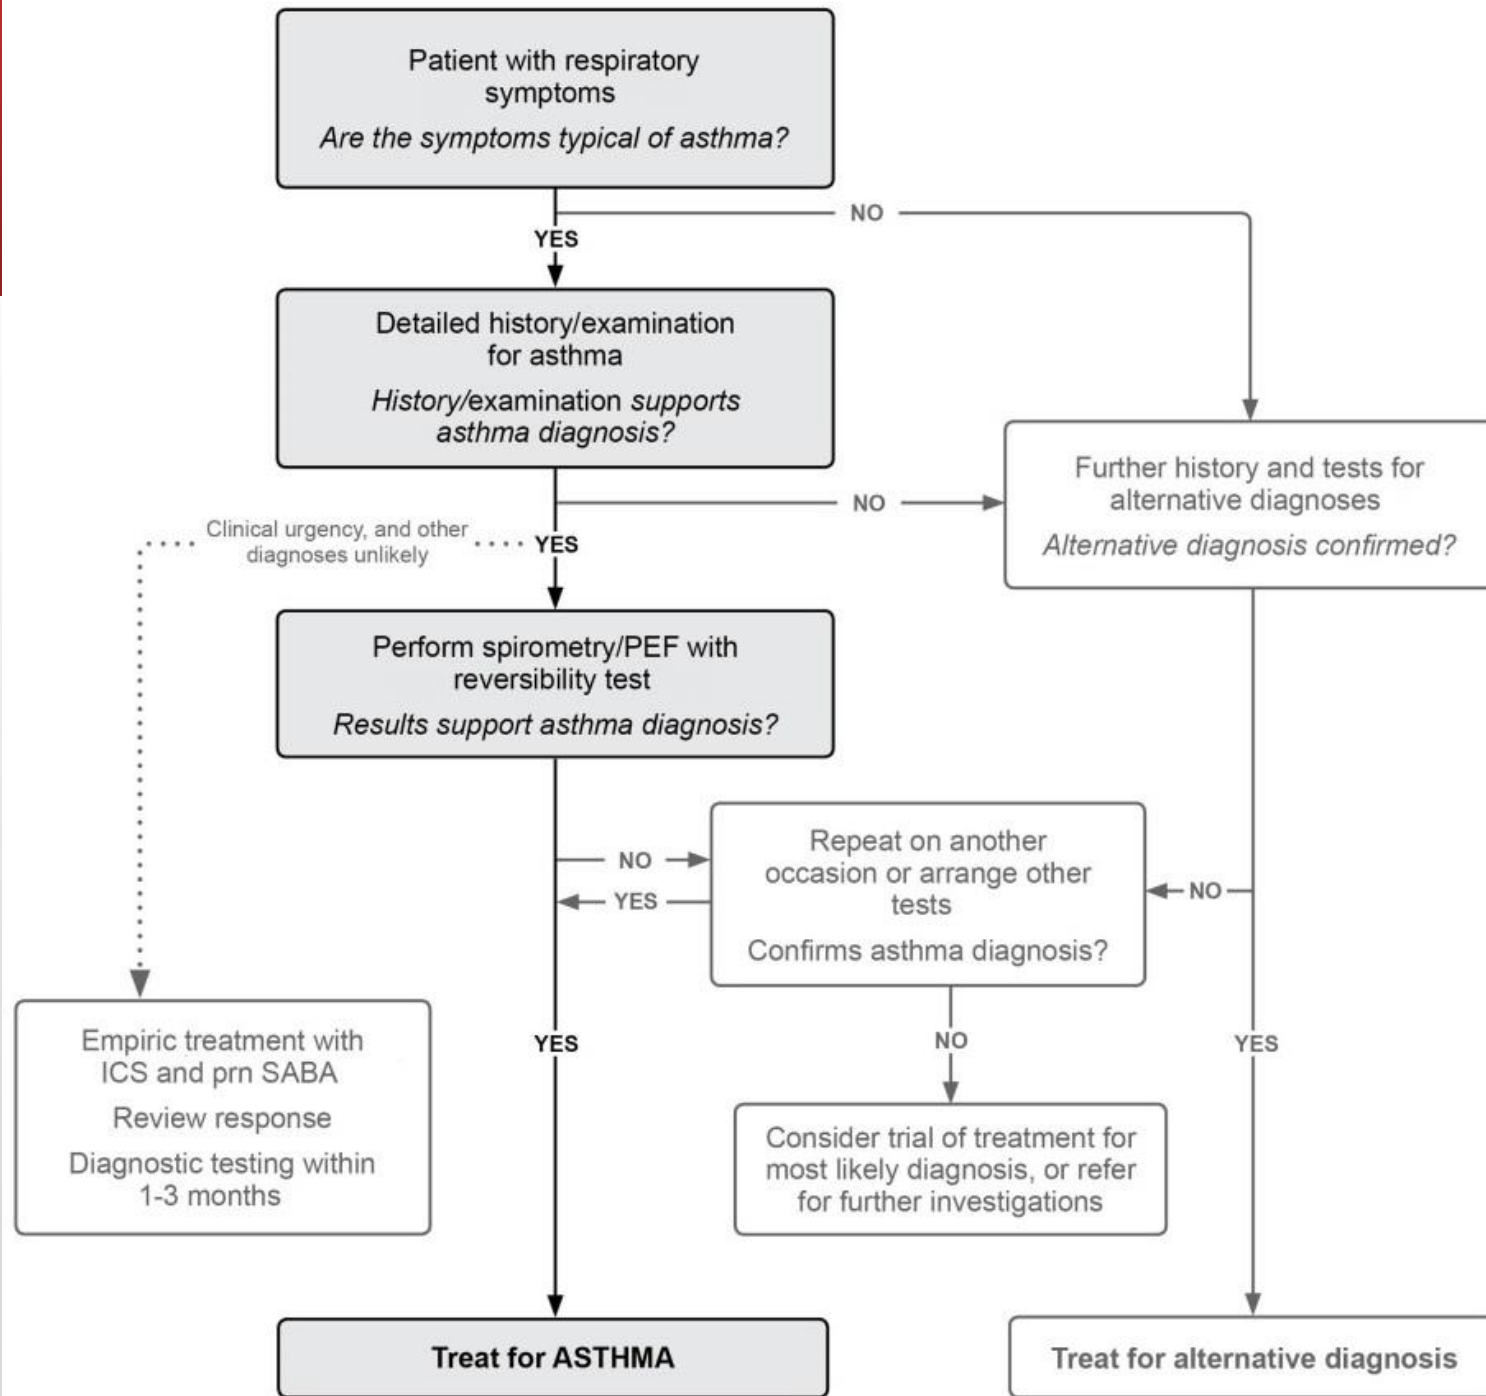 Patient with respiratory
symptoms
Are the symptoms typical of asthma?
NO
YES
Detailed history/examination
for asthma
History/examination supports
asthma diagnosis?
NO
Further history and tests for
alternative diagnoses
Alternative diagnosis confirmed?
Clinical urgency, and other
diagnoses unlikely
YES
Perform spirometry/PEF with
reversibility test
Results support asthma diagnosis?
NO
YES
Repeat on another
occasion or arrange other
tests
Confirms asthma diagnosis?
NO
Empiric treatment with
ICS and prn SABA
Review response
Diagnostic testing within
1-3 months
YES
NO
YES
Consider trial of treatment for
most likely diagnosis, or refer
for further investigations
Treat for ASTHMA
Treat for alternative diagnosis